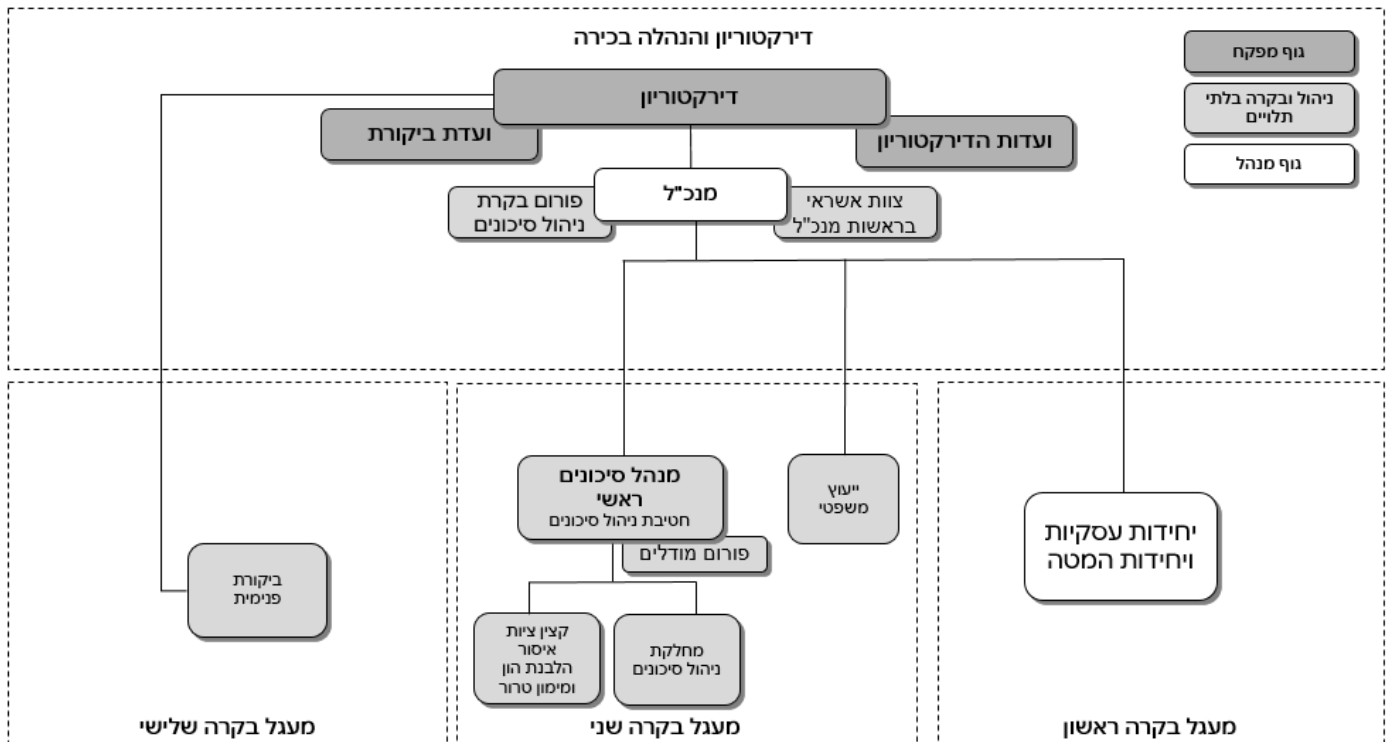 דירקטוריון והנהלה בכירה
גוף מפקח
ניהול ובקרה בלתי
תלויים
גוף מנהל
דירקטוריון
ועדות הדירקטוריון
ועדת ביקורת
מנכ"ל
צוות אשראי
בראשות מנכ"ל
פורום בקרת
ניהול סיכונים
יחידות עסקיות
ויחידות המטה
מעגל בקרה ראשון
ייעוץ
משפטי
מנהל סיכונים
ראשי
חטיבת ניהול סיכונים
פורום מודלים
מחלקת
ניהול סיכונים
קצין ציות
איסור
הלבנת הון
ומימון טרור
מעגל בקרה שני
ביקורת
פנימית
מעגל בקרה שלישי